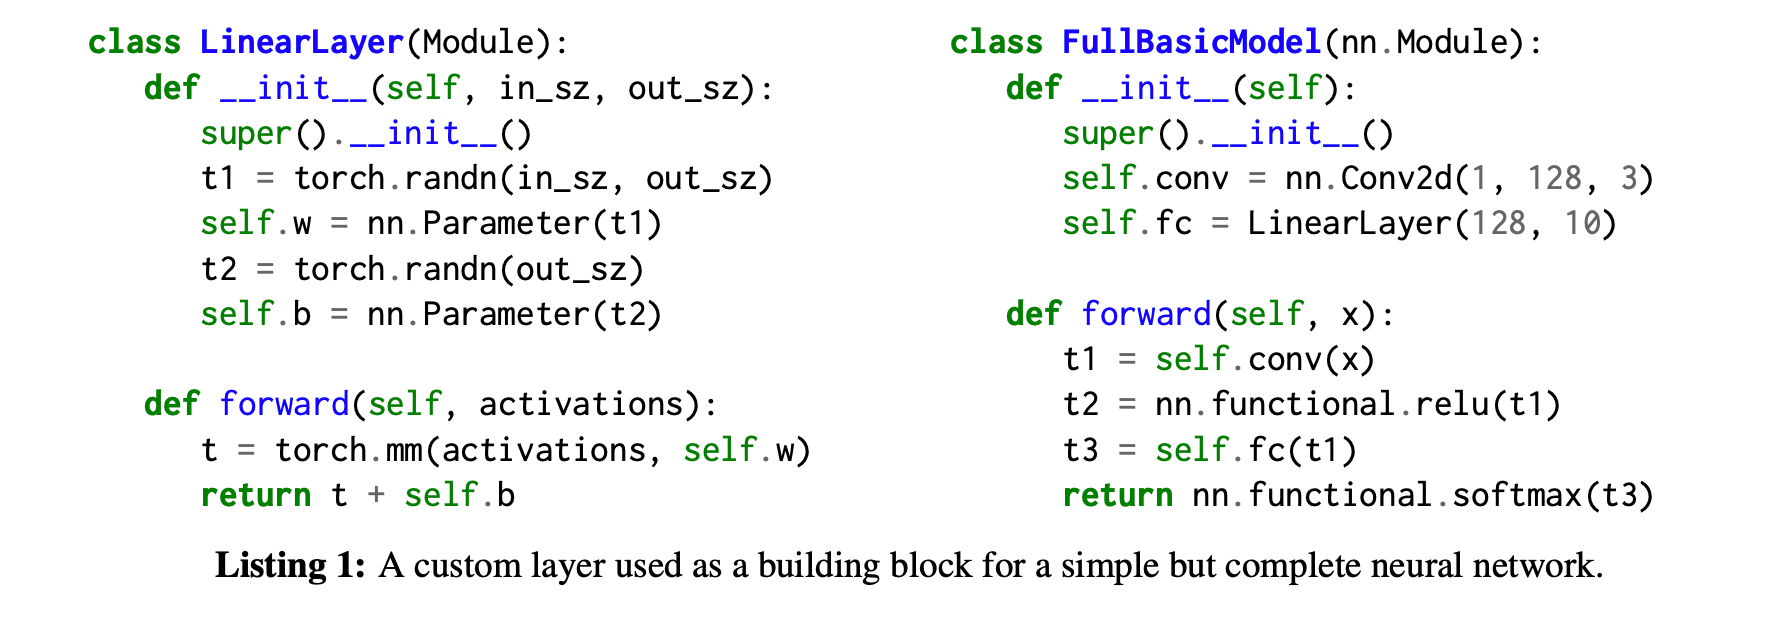 class LinearLayer(Module):
def __init__(self, in_sz, out_sz):
super().__init__()
t1 = torch.randn(in_sz, out_sz)
self.w = nn.Parameter(t1)
t2 = torch.randn(out_sz)
self.b = nn.Parameter(t2)
def forward(self, activations):
t = torch.mm(activations, self.w)
return t + self.b
class FullBasicModel(nn.Module):
def __init__(self):
super().__init__()
self.conv = nn.Conv2d(1, 128, 3)
self.fc = LinearLayer(128, 10)
def forward(self, x):
t1 = self.conv(x)
t2 = nn.functional.relu(t1)
t3 = self.fc(t1)
return nn.functional.softmax(t3)
Listing 1: A custom layer used as a building block for a simple but complete neural network.